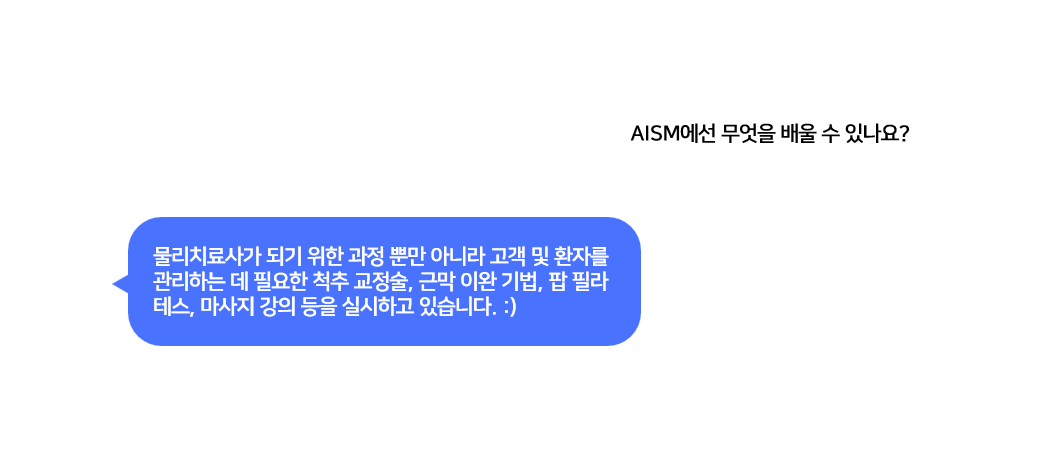 AISM에선 무엇을 배울 수 있나요?
물리치료사가 되기 위한 과정 뿐만 아니라 고객 및 환자를
관리하는 데 필요한 척추 교정술, 근막 이완 기법, 팝 필라
테스, 마사지 강의 등을 실시하고 있습니다. :)